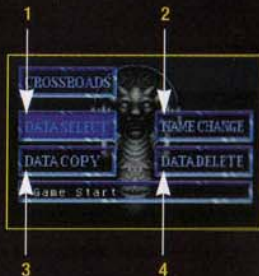 1 2
CROSSROADS
DATA SELECT NAME CHANGE
DATA COPY DATA DELETE
Game Start
3 4